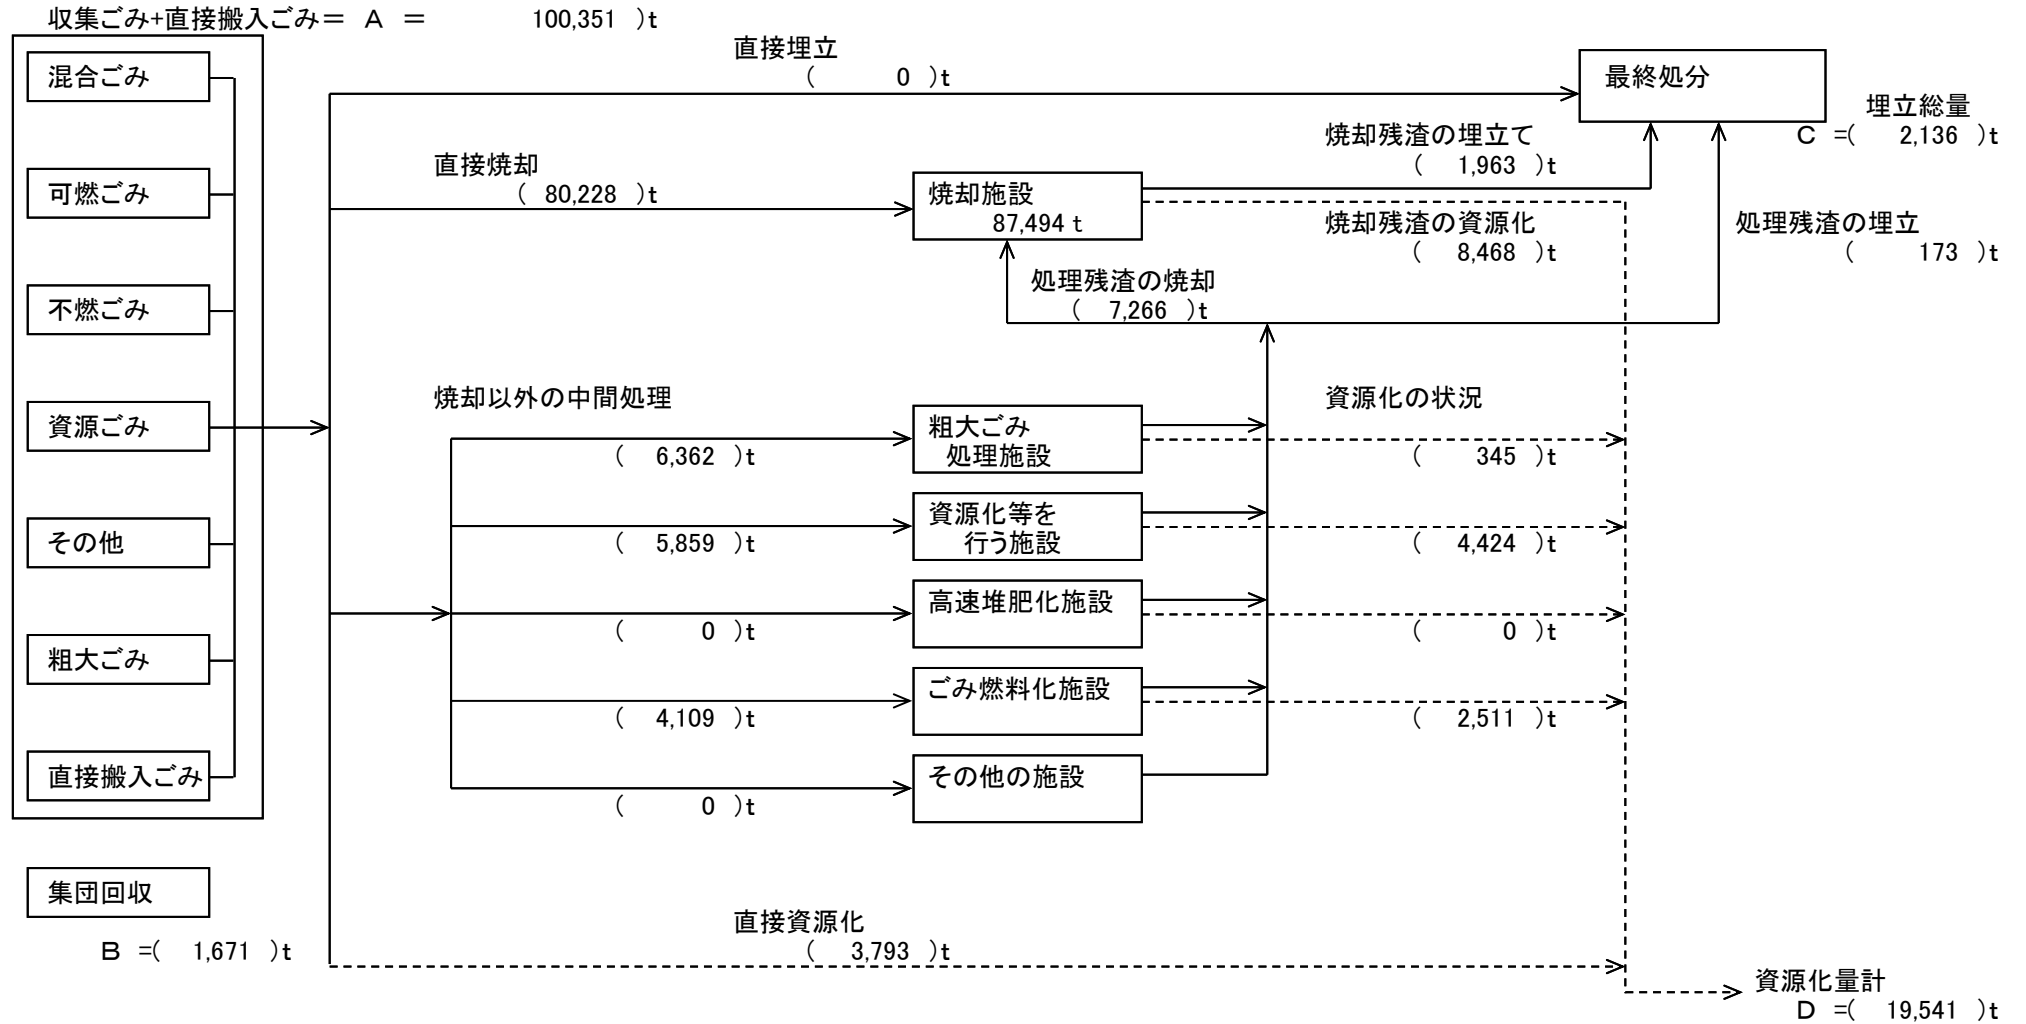 収集ごみ+直接搬入ごみ＝ Ａ ＝ 100,351 )t
直接埋立
( 0 )t
混合ごみ
最終処分
埋立総量
Ｃ =( 2,136 )t
焼却残渣の埋立て
( 1,963 )t
直接焼却
( 80,228 )t
可燃ごみ
焼却施設
87,494 t
焼却残渣の資源化
( 8,468 )t
処理残渣の埋立
( 173 )t
処理残渣の焼却
( 7,266 )t
不燃ごみ
焼却以外の中間処理
資源化の状況
資源ごみ
粗大ごみ
処理施設
( 6,362 )t
( 345 )t
資源化等を
行う施設
( 5,859 )t
( 4,424 )t
その他
高速堆肥化施設
( 0 )t
( 0 )t
粗大ごみ
ごみ燃料化施設
( 4,109 )t
( 2,511 )t
直接搬入ごみ
その他の施設
( 0 )t
集団回収
Ｂ =( 1,671 )t
直接資源化
( 3,793 )t
資源化量計
Ｄ =( 19,541 )t